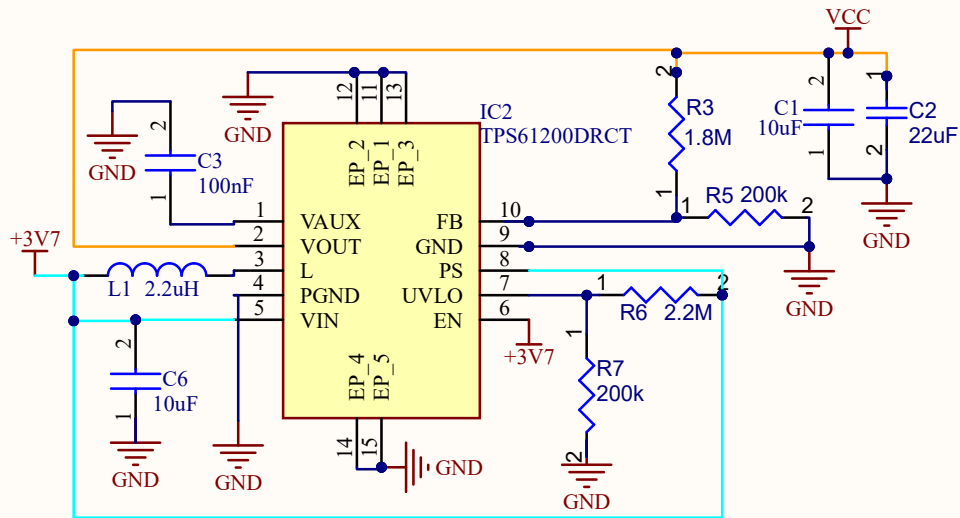 VCC
12
11
13
GND
IC2
TPS61200DRCT
2
R3
1.8M
1
2
C1
10uF
1
1
C2
22uF
2
GND
2
C3
100nF
1
GND
EP_2
EP_1
EP_3
1
VAUX
FB
10
1
R5
200k
2
2
VOUT
GND
9
GND
+3V7
3
L
PS
8
L1
2.2uH
4
PGND
UVLO
7
1
R6
2.2M
2
5
VIN
EN
6
+3V7
2
C6
10uF
1
GND
GND
1
R7
200k
2
GND
EP_4
EP_5
14
15
GND